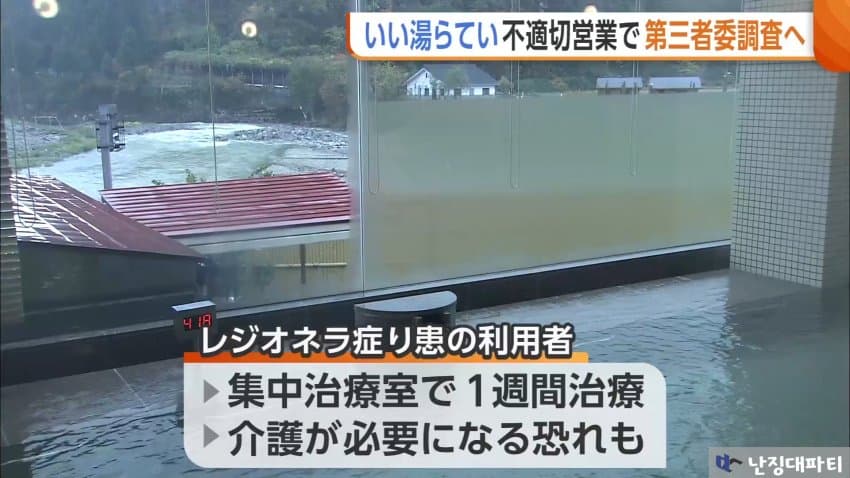 いい湯らてい 不適切営業で 第三者委調査へ
41A
レジオネラ症り患の利用者
▶ 集中治療室で1週間治療
▶ 介護が必要になる恐れも
난징대파티